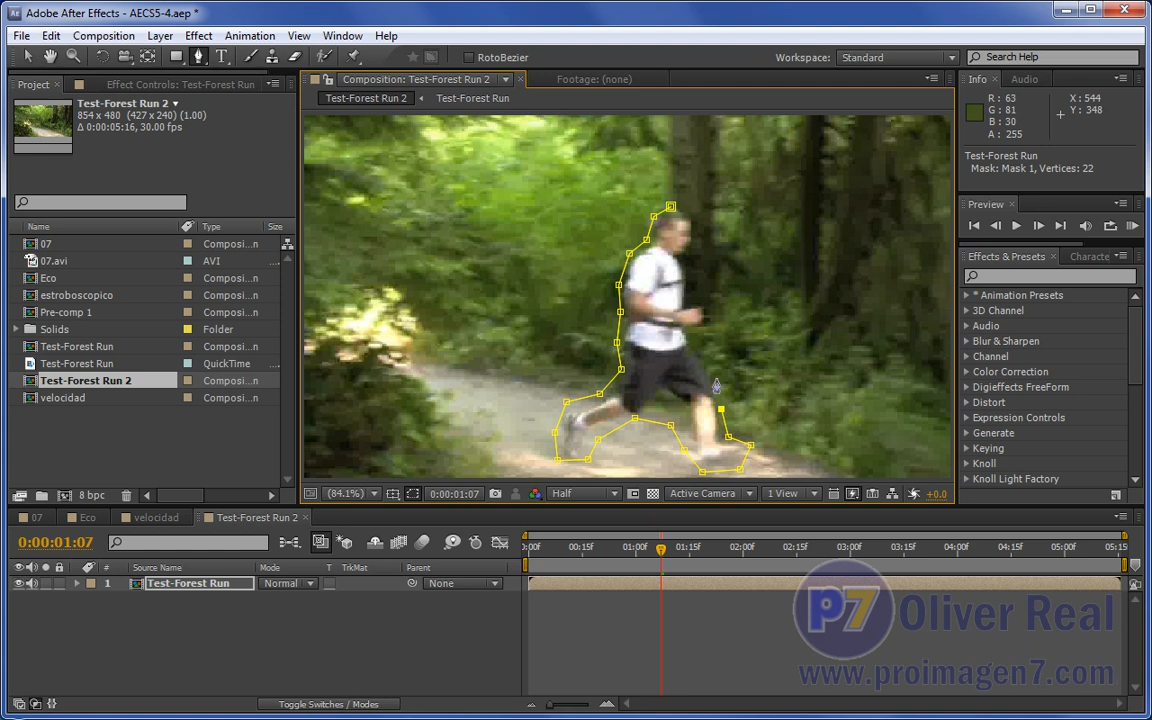 Adobe After Effects - AECS5-4.aep *
File Edit Composition Layer Effect Animation View Window Help
RotoBezier Workspace: Standard Search Help
Project Effect Controls: Test-Forest Run
Composition: Test-Forest Run 2 Footage: (none)
Info Audio
Test-Forest Run 2
854 x 480 (427 x 240) (1.00)
Δ 0:00:05:16, 30.00 fps
Test-Forest Run 2 Test-Forest Run
R: 63
G: 81
B: 30
A: 255
X: 544
Y: 348
Test-Forest Run
Mask: Mask 1, Vertices: 22
Preview
Effects & Presets Characte
* Animation Presets
3D Channel
Audio
Blur & Sharpen
Channel
Color Correction
Digieffects FreeForm
Distort
Expression Controls
Generate
Keying
Knoll
Knoll Light Factory
Name Type Size
07 Composi...n
07.avi AVI ...
Eco Composi...n
estroboscopico Composi...n
Pre-comp 1 Composi...n
Solids Folder
Test-Forest Run Composi...n
Test-Forest Run QuickTime ...
Test-Forest Run 2 Composi...n
velocidad Composi...n
8 bpc
(84.1%) 0:00:01:07 Half Active Camera 1 View +0.0
07 Eco velocidad Test-Forest Run 2
0:00:01:07
0:00f 00:15f 01:00f 01:15f 02:00f 02:15f 03:00f 03:15f 04:00f 04:15f 05:00f 05:15
# Source Name Mode T TrkMat Parent
1 Test-Forest Run Normal None
p7 Oliver Real
www.proimagen7.com
Toggle Switches / Modes